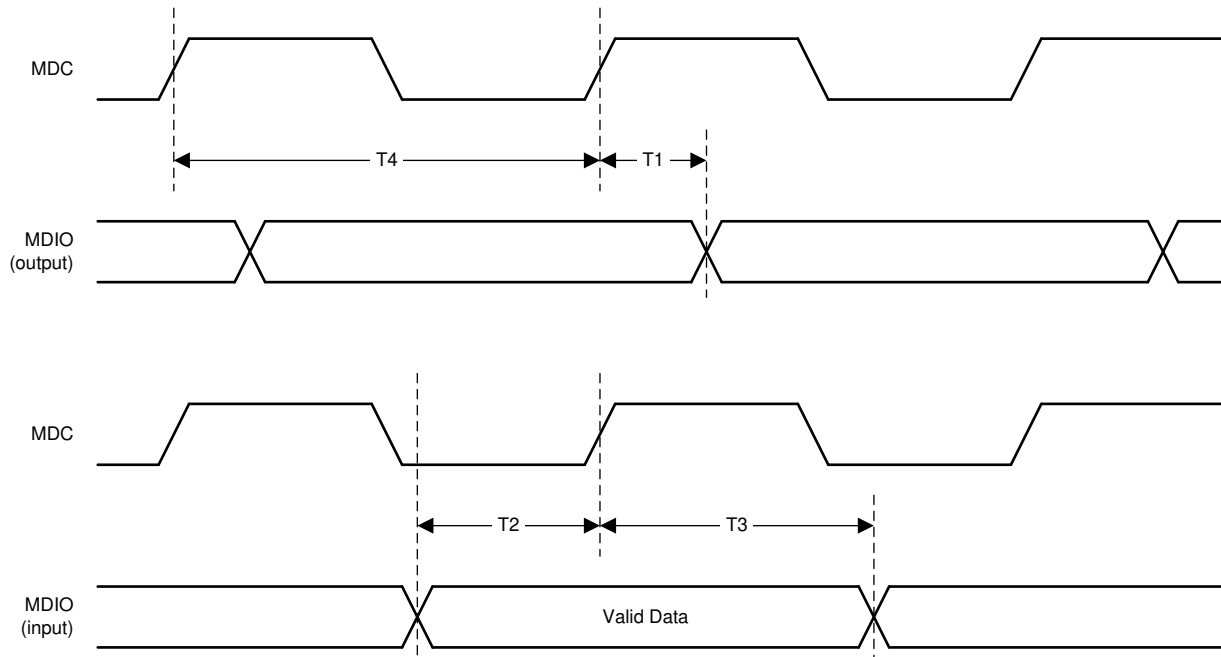 MDC
T4
T1
MDIO
(output)
MDC
T2
T3
MDIO
(input)
Valid Data